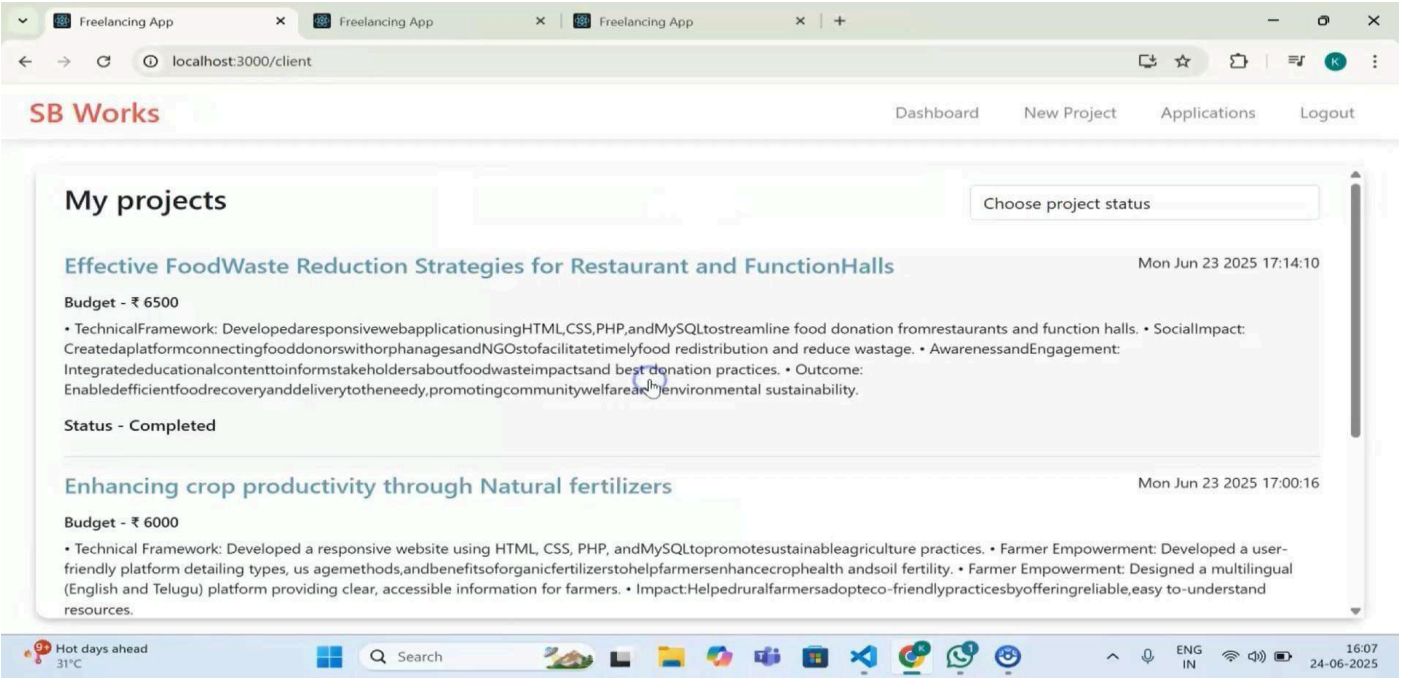 Freelancing App
Freelancing App
Freelancing App
localhost:3000/client
K
SB Works
Dashboard New Project Applications Logout
My projects
Choose project status
Effective FoodWaste Reduction Strategies for Restaurant and FunctionHalls
Mon Jun 23 2025 17:14:10
Budget - ₹ 6500
• TechnicalFramework: DevelopedaresponsivewebapplicationusingHTML,CSS,PHP,andMySQLtostreamline food donation fromrestaurants and function halls. • SocialImpact:
CreatedaplatformconnectingfooddonorswithorphanagesandNGOstofacilitatetimelyfood redistribution and reduce wastage. • AwarenessandEngagement:
Integratededucationalcontenttoinformstakeholdersaboutfoodwasteimpactsand best donation practices. • Outcome:
Enabledefficientfoodrecoveryanddeliverytotheneedy,promotingcommunitywelfareand environmental sustainability.
Status - Completed
Enhancing crop productivity through Natural fertilizers
Mon Jun 23 2025 17:00:16
Budget - ₹ 6000
• Technical Framework: Developed a responsive website using HTML, CSS, PHP, andMySQLtopromotesustainableagriculture practices. • Farmer Empowerment: Developed a user-
friendly platform detailing types, us agemethods,andbenefitsoforganicfertilizerstohelpfarmersenhancecrophealth andsoil fertility. • Farmer Empowerment: Designed a multilingual
(English and Telugu) platform providing clear, accessible information for farmers. • Impact:Helpedruralfarmersadopteco-friendlypracticesbyofferingreliable,easy to-understand
resources.
9+
Hot days ahead
31°C
Search
K
1
ENG
IN
16:07
24-06-2025